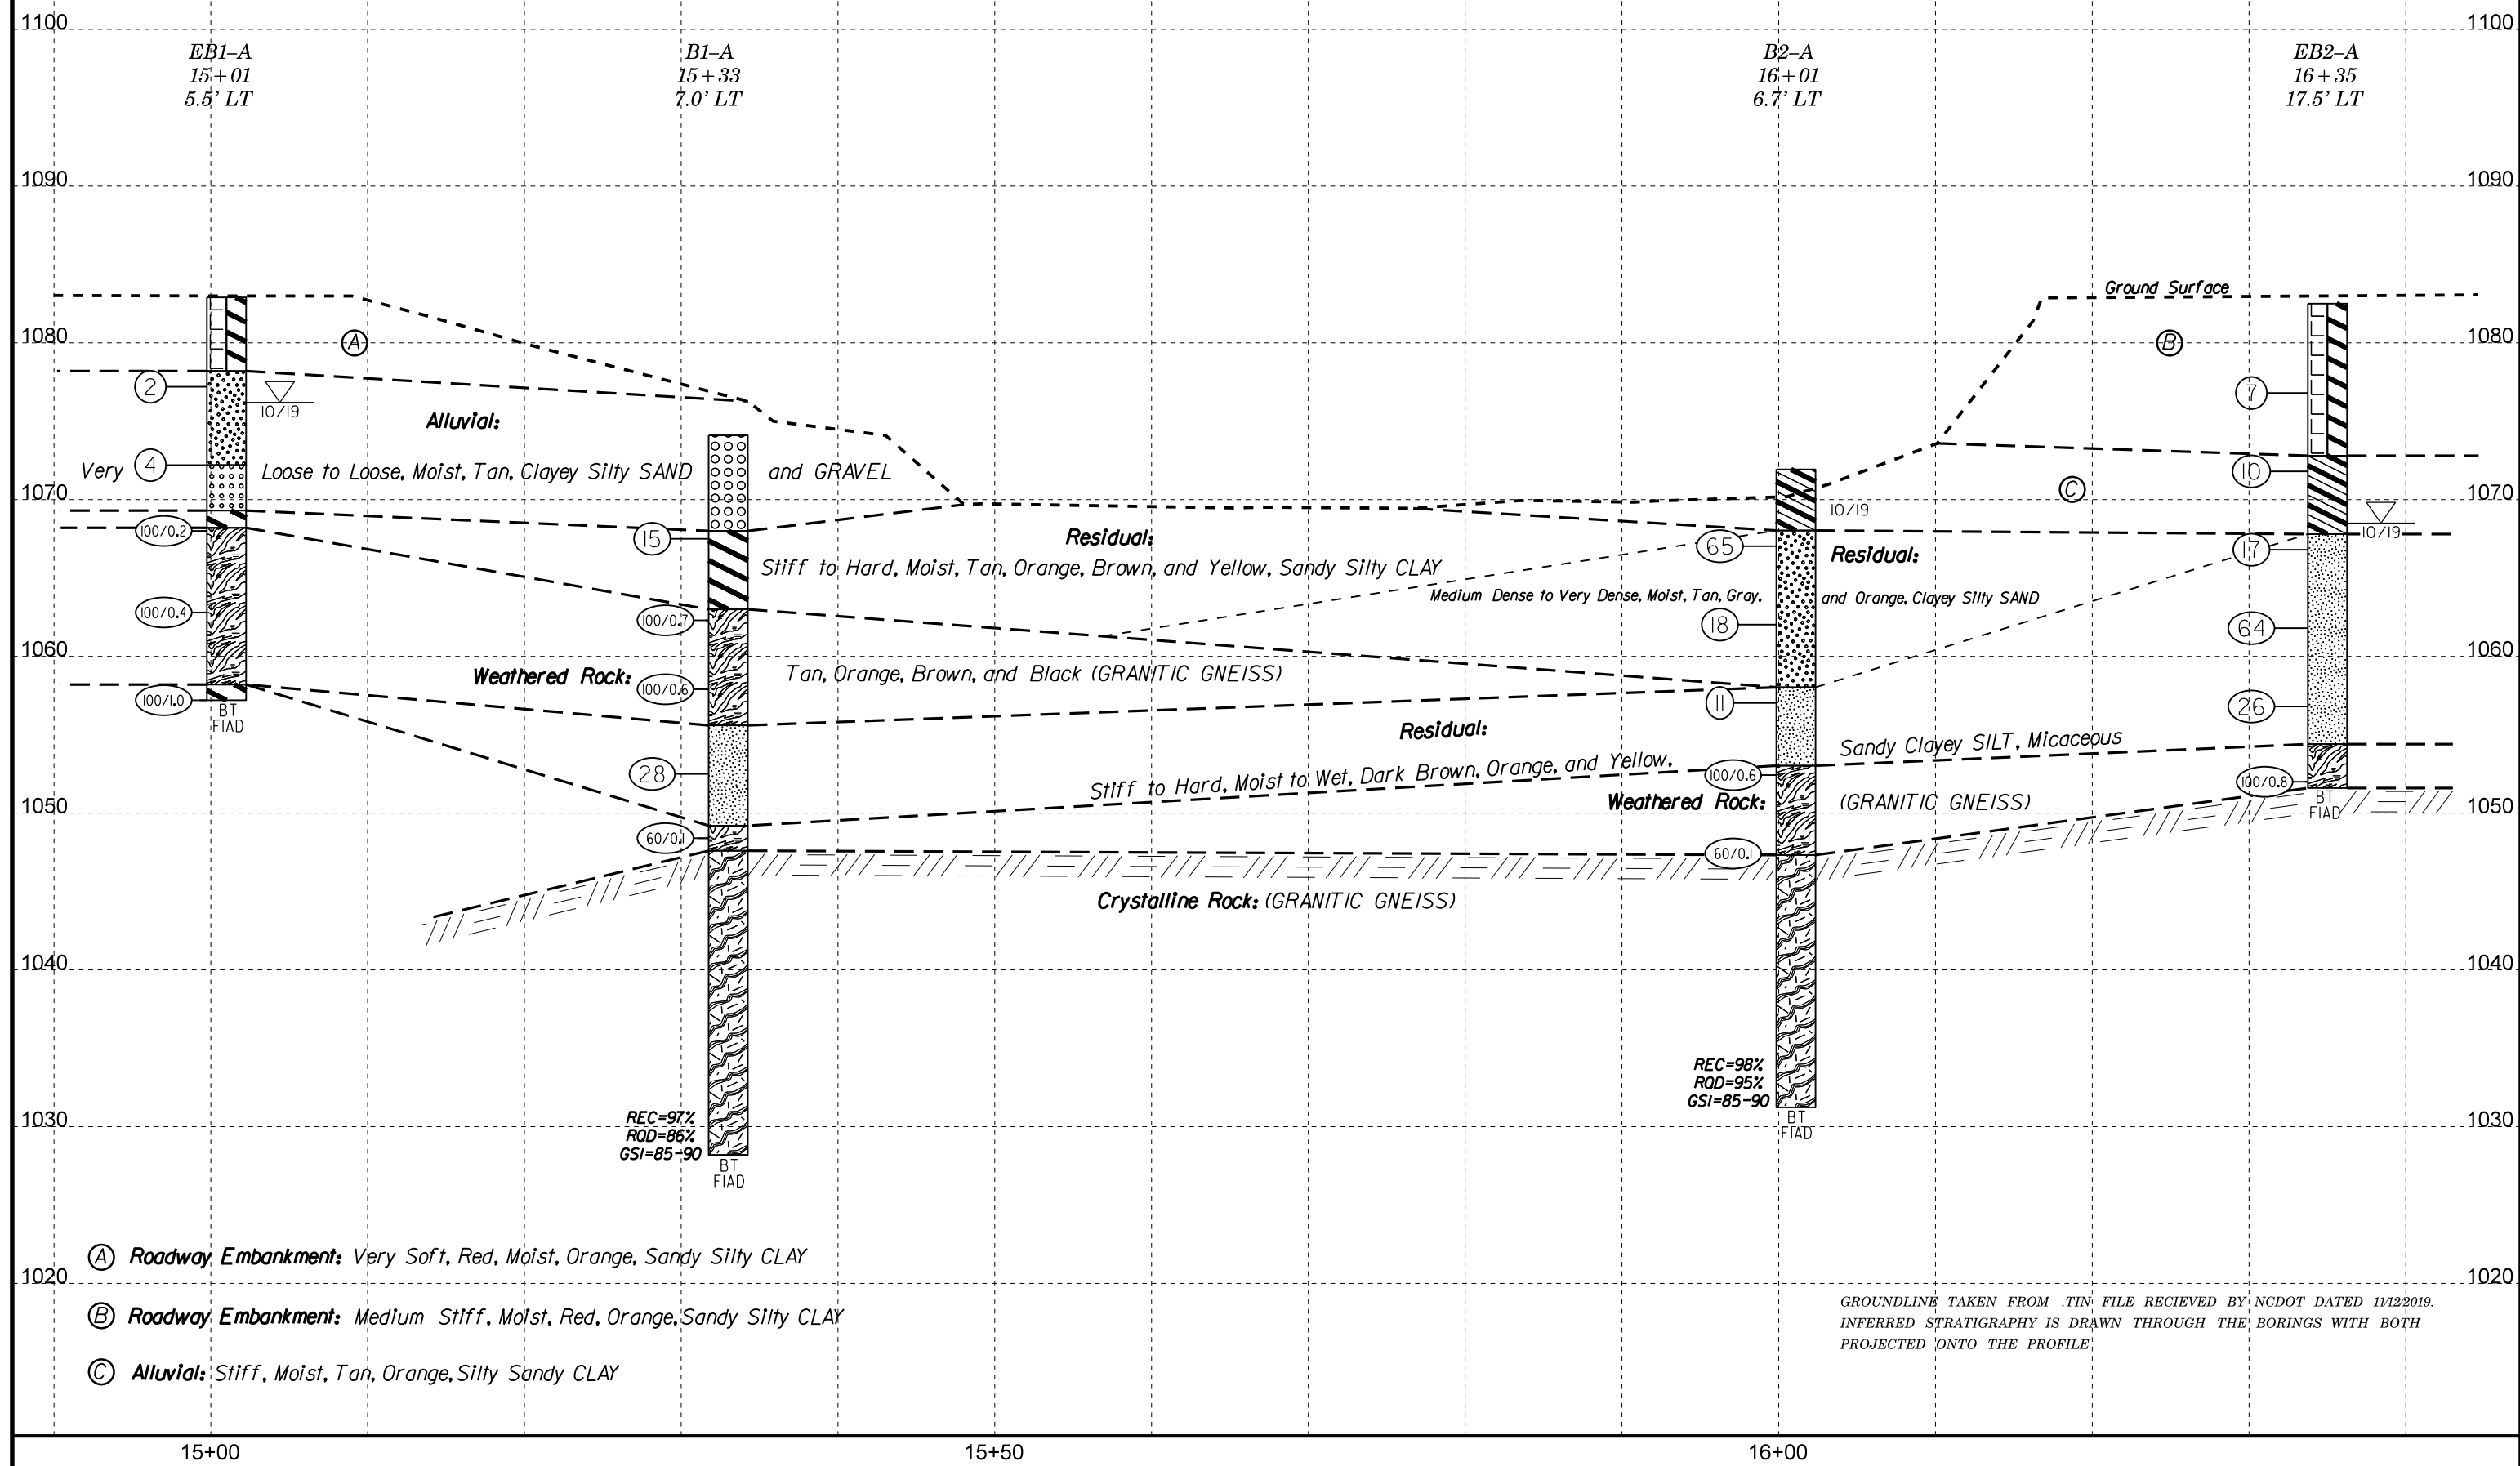 1100 1100
EB1–A B1–A B2–A EB2–A
15+01 15+33 16+01 16+35
5.5' LT 7.0' LT 6.7' LT 17.5' LT
1090 1090
Ground Surface
1080 A B 1080
2 7
10/19
Alluvial:
Very 4 Loose to Loose, Moist, Tan, Clayey Silty SAND and GRAVEL 10
C
1070 1070
10/19
100/0.2 10/19
15 Residual: 65 Residual: 17
Stiff to Hard, Moist, Tan, Orange, Brown, and Yellow, Sandy Silty CLAY
Medium Dense to Very Dense, Moist, Tan, Gray, and Orange, Clayey Silty SAND
100/0.4 100/0.7 18 64
1060 1060
Weathered Rock: Tan, Orange, Brown, and Black (GRANITIC GNEISS)
100/0.6
100/1.0 11 26
BT
FIAD
Residual:
Stiff to Hard, Moist to Wet, Dark Brown, Orange, and Yellow, Sandy Clayey SILT, Micaceous
28 100/0.6 100/0.8
Weathered Rock: (GRANITIC GNEISS)
BT
FIAD
1050 1050
60/0.1 60/0.1
Crystalline Rock: (GRANITIC GNEISS)
1040 1040
REC=98%
RQD=95%
GSI=85-90
BT
FIAD
1030 1030
REC=97%
RQD=86%
GSI=85-90
BT
FIAD
A Roadway Embankment: Very Soft, Red, Moist, Orange, Sandy Silty CLAY
1020 1020
B Roadway Embankment: Medium Stiff, Moist, Red, Orange, Sandy Silty CLAY
C Alluvial: Stiff, Moist, Tan, Orange, Silty Sandy CLAY
GROUNDLINE TAKEN FROM .TIN FILE RECIEVED BY NCDOT DATED 11/12/2019.
INFERRED STRATIGRAPHY IS DRAWN THROUGH THE BORINGS WITH BOTH
PROJECTED ONTO THE PROFILE
15+00 15+50 16+00